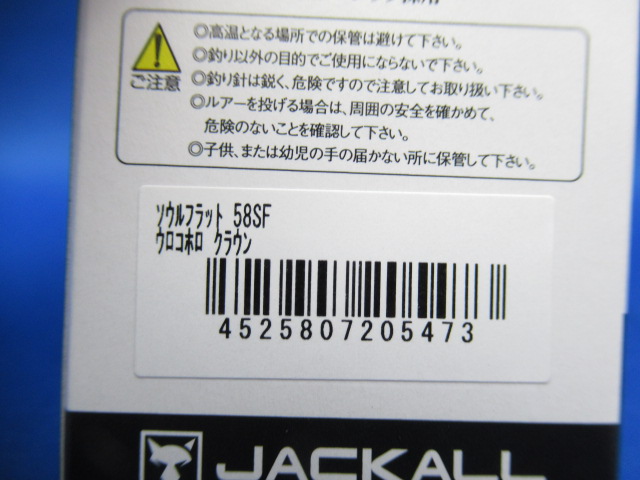 ご注意
◎高温となる場所での保管は避けて下さい。
◎釣り以外の目的でご使用にならないで下さい。
◎釣り針は鋭く、危険ですので注意してお取り扱い下さい。
◎ルアーを投げる場合は、周囲の安全を確かめて、
危険のないことを確認して下さい。
◎子供、または幼児の手の届かない所に保管して下さい。
ソウルフラット 58SF
ウロコホロ クラウン
4525807205473
JACKALL